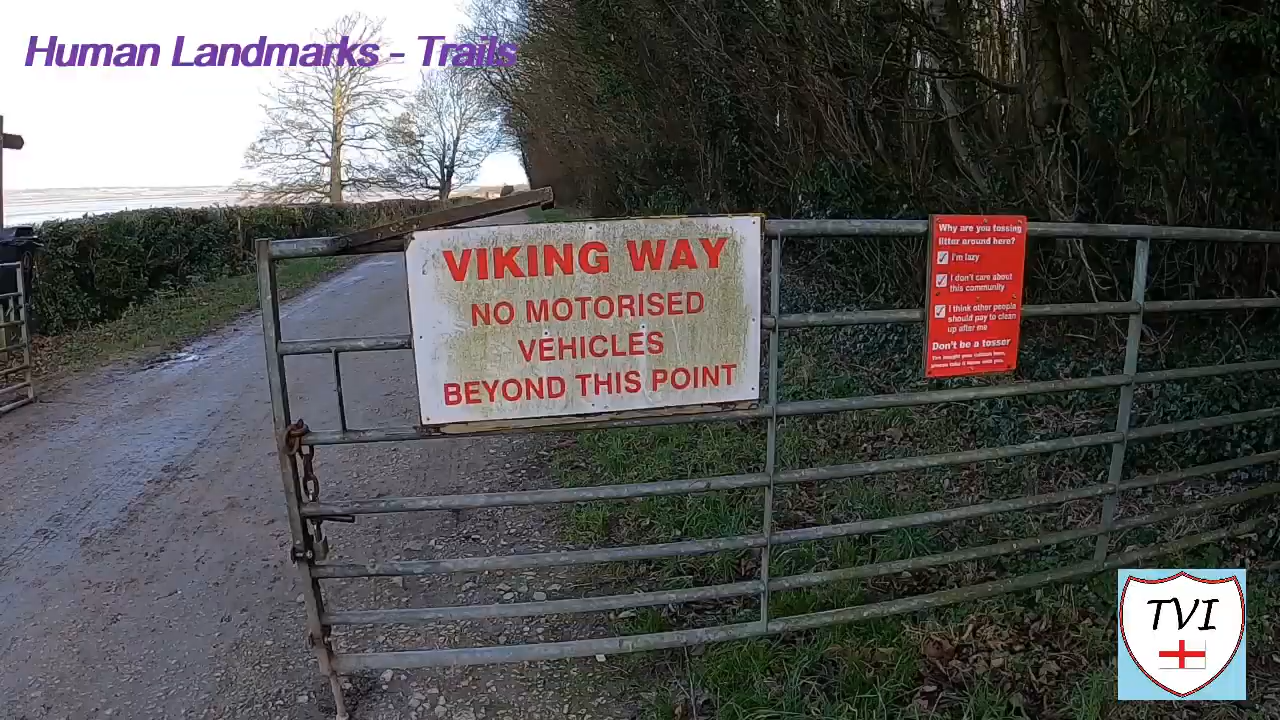 Human Landmarks - Trails
VIKING WAY
NO MOTORISED
VEHICLES
BEYOND THIS POINT
Why are you tossing
litter around here?
I'm lazy
I don't care about
this community
I think other people
should pay to clean
up after me
Don't be a tosser
TVI